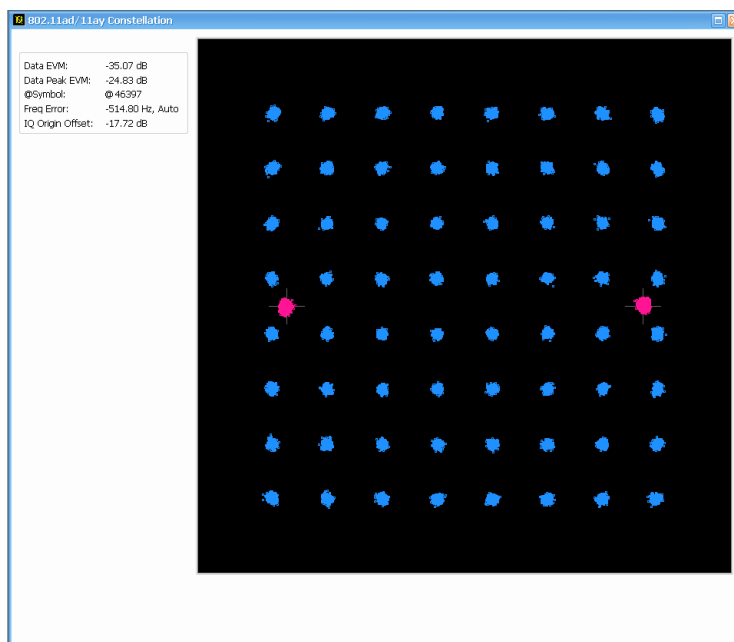 802.11ad/11ay Constellation
Data EVM: -35.07 dB
Data Peak EVM: -24.83 dB
@Symbol: @46397
Freq Error: -514.80 Hz, Auto
IQ Origin Offset: -17.72 dB